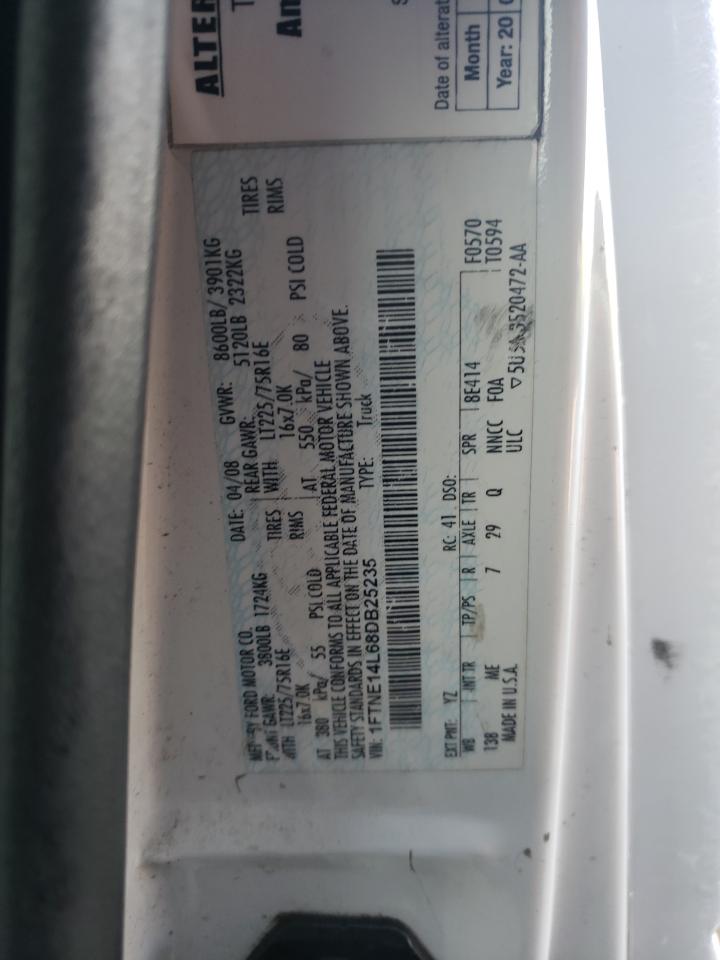 ALTER
An
Date of alterat
Month
Year: 20 0
MFD BY FORD MOTOR CO.
DATE: 04/08 GVWR: 8600LB/ 3901KG
FRONT GAWR: 3800LB 1724KG
REAR GAWR: 5120LB 2322KG
WITH LT225/75R16E TIRES
WITH LT225/75R16E TIRES
16x7.0K RIMS
16x7.0K RIMS
AT 380 kPa/ 55 PSI COLD
AT 550 kPa/ 80 PSI COLD
THIS VEHICLE CONFORMS TO ALL APPLICABLE FEDERAL MOTOR VEHICLE
SAFETY STANDARDS IN EFFECT ON THE DATE OF MANUFACTURE SHOWN ABOVE.
VIN: 1FTNE14L68DB25235
TYPE: Truck
EXT PNT: YZ RC: 41 DSO:
WB INT TR TP/PS R AXLE TR SPR 8E414 F0570
138 ME 7 29 Q NNCC FOA T0594
MADE IN U.S.A. ULC